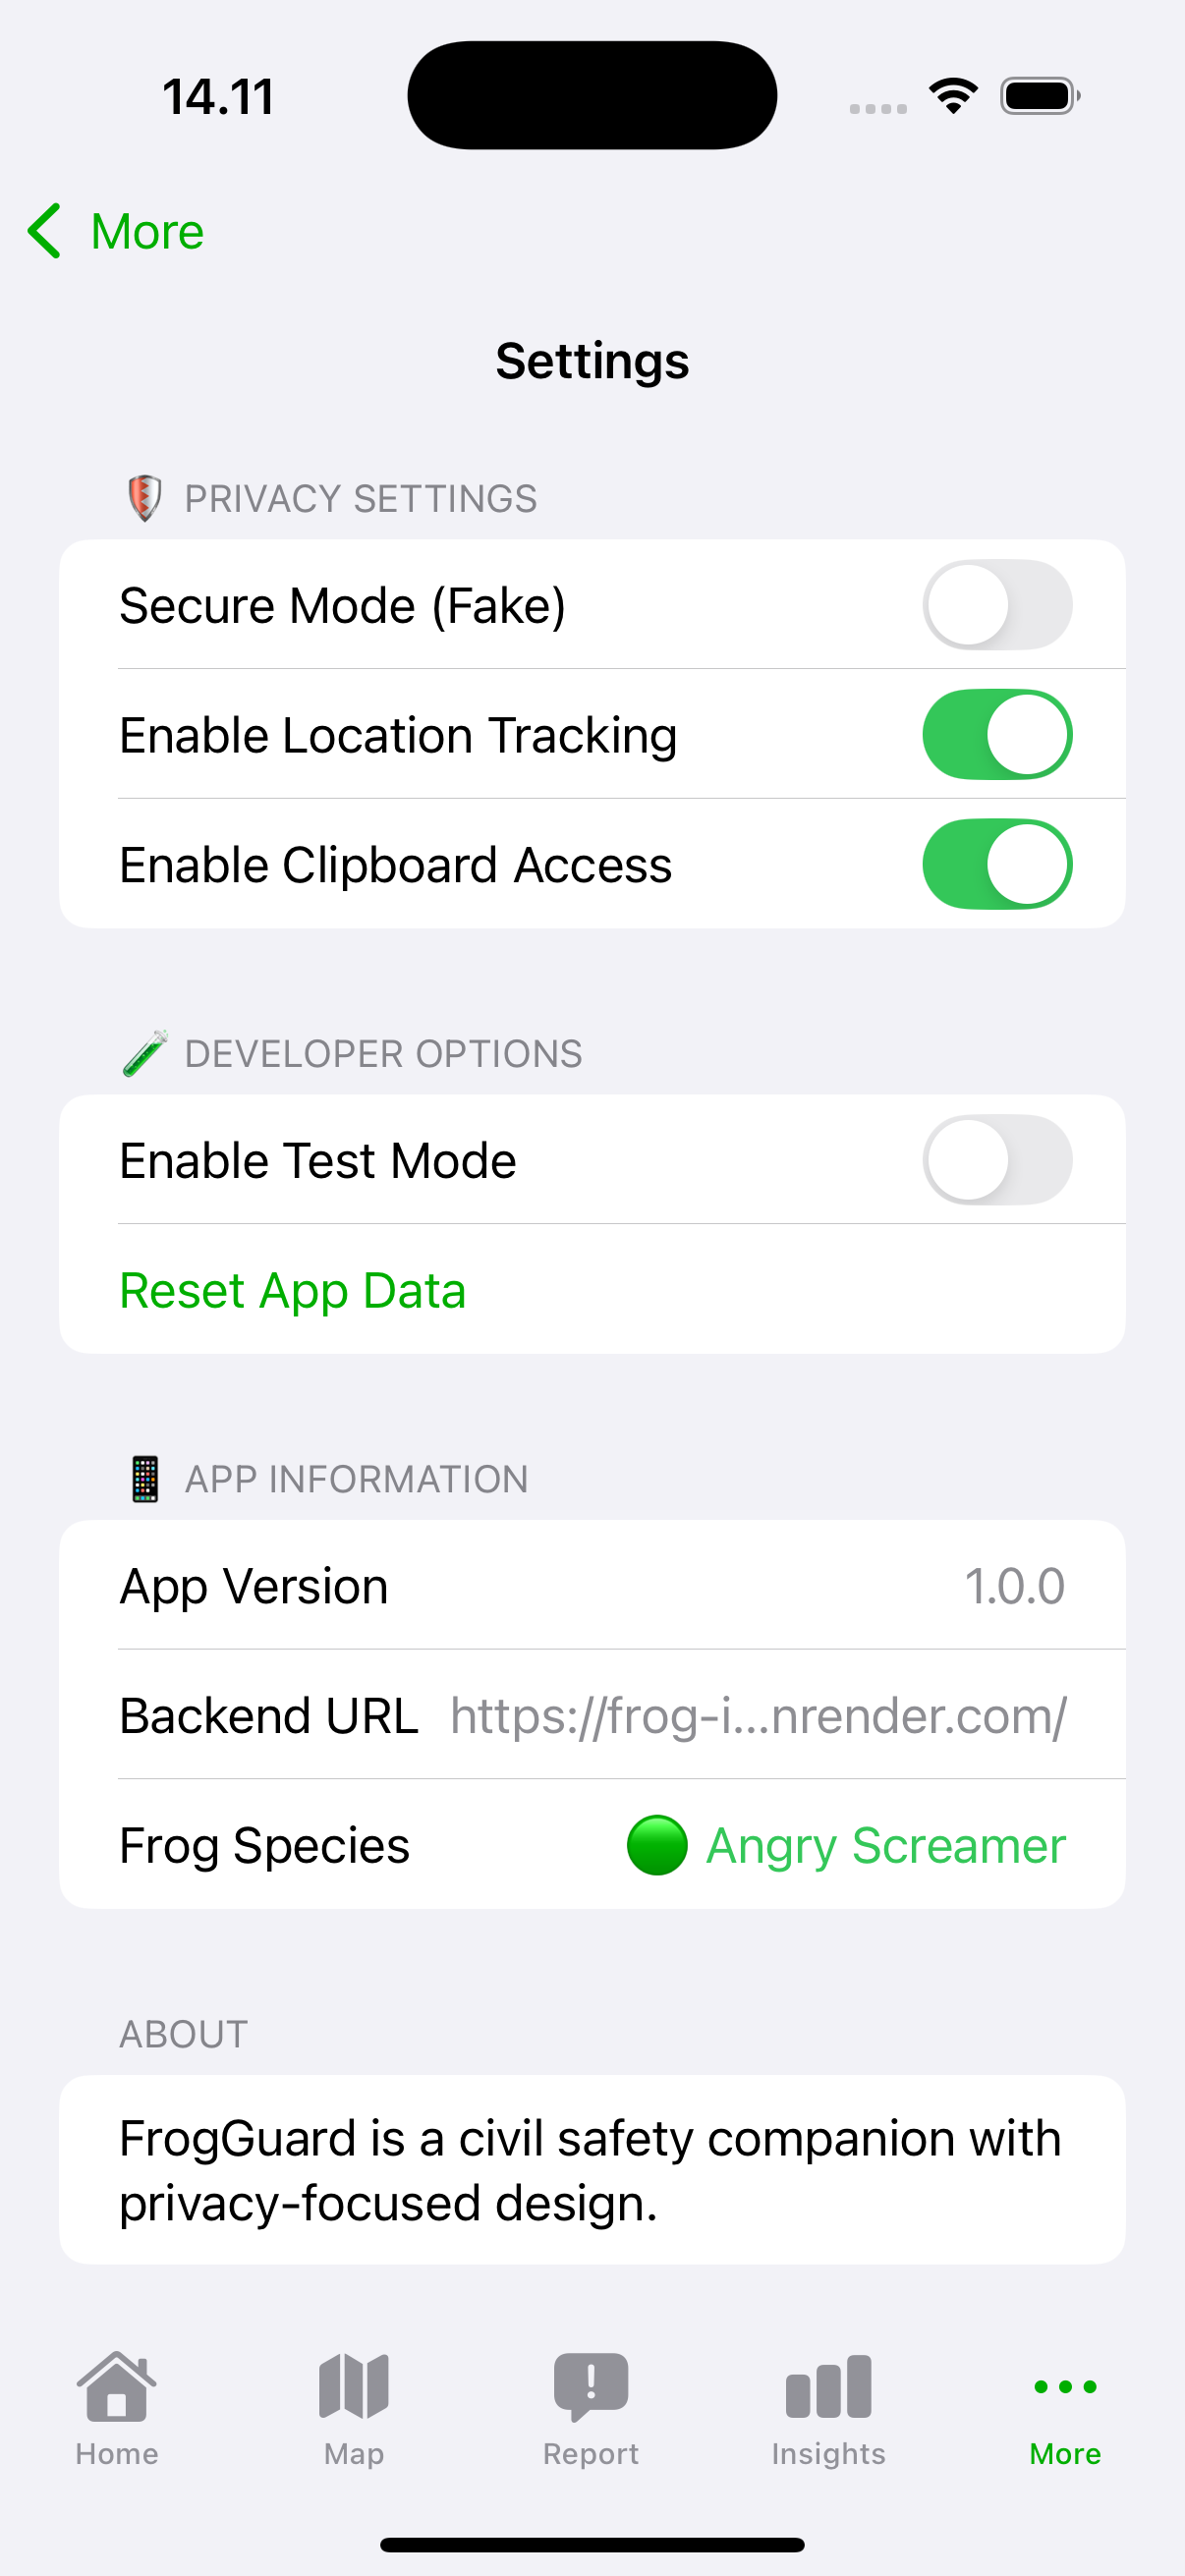 14.11
More
Settings
PRIVACY SETTINGS
Secure Mode (Fake)
Enable Location Tracking
Enable Clipboard Access
DEVELOPER OPTIONS
Enable Test Mode
Reset App Data
APP INFORMATION
App Version 1.0.0
Backend URL https://frog-i...nrender.com/
Frog Species Angry Screamer
ABOUT
FrogGuard is a civil safety companion with
privacy-focused design.
Home Map Report Insights More